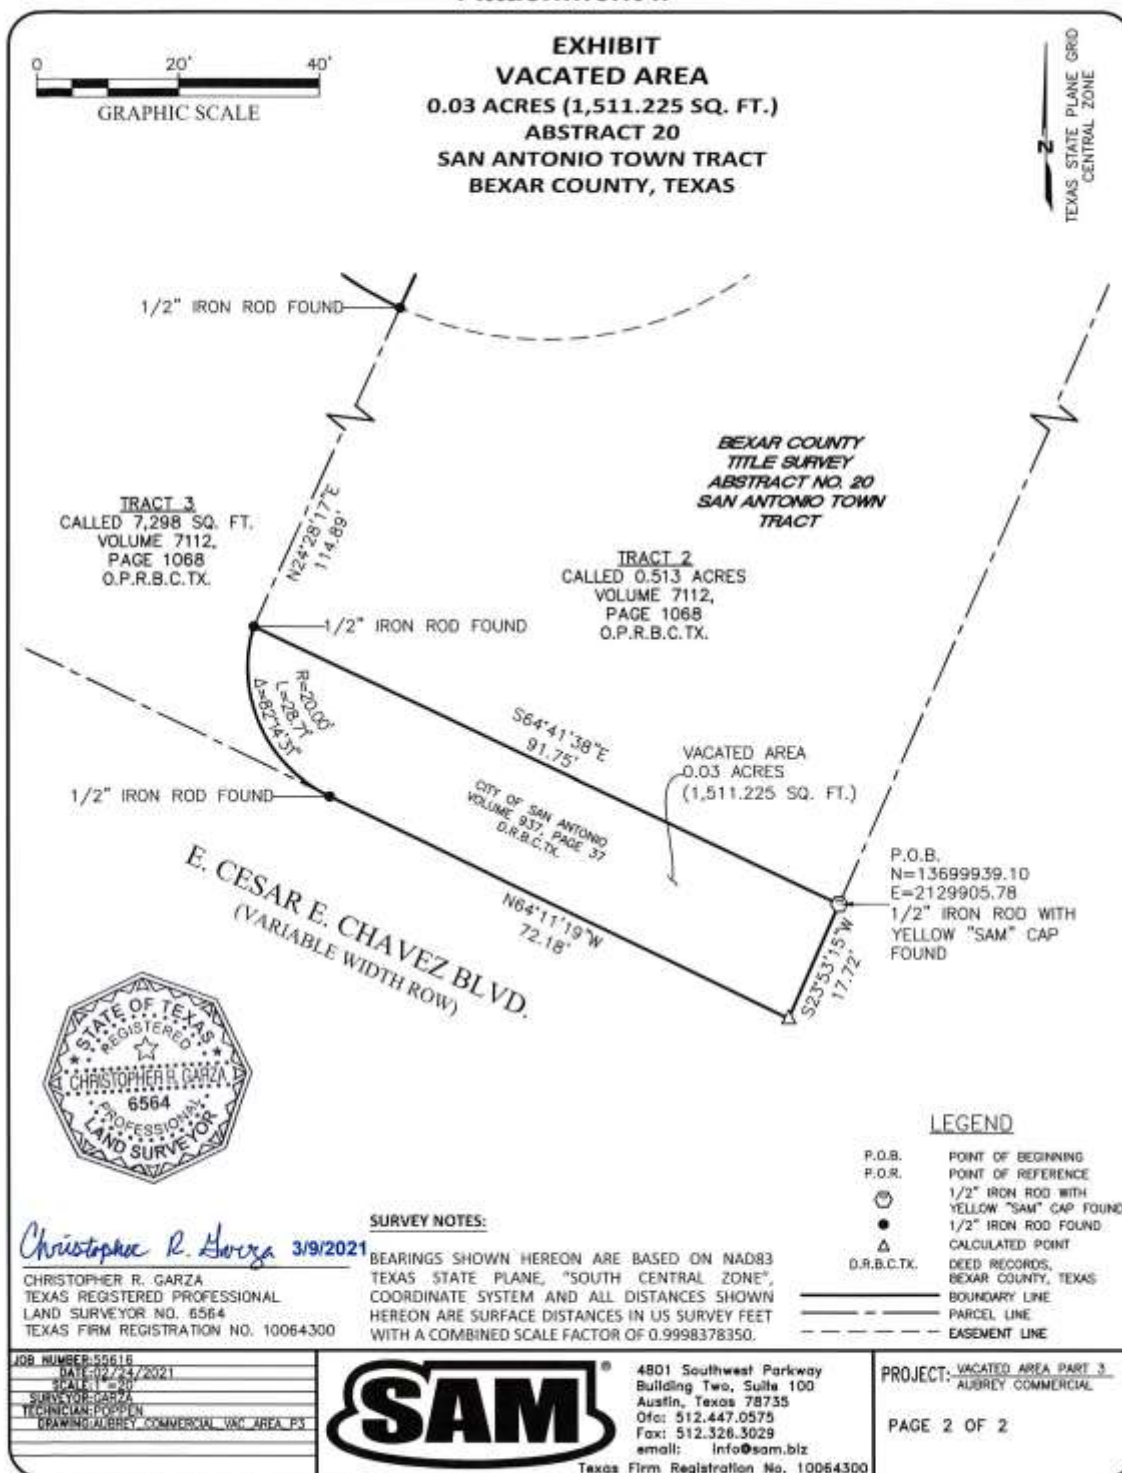 0 20' 40'
GRAPHIC SCALE
EXHIBIT
VACATED AREA
0.03 ACRES (1,511.225 SQ. FT.)
ABSTRACT 20
SAN ANTONIO TOWN TRACT
BEXAR COUNTY, TEXAS
N
TEXAS STATE PLANE GRID
CENTRAL ZONE
1/2" IRON ROD FOUND
BEXAR COUNTY
TITLE SURVEY
ABSTRACT NO. 20
SAN ANTONIO TOWN
TRACT
TRACT 3
CALLED 7,298 SQ. FT.
VOLUME 7112,
PAGE 1068
O.P.R.B.C.TX.
N24°28'17"E
114.89'
TRACT 2
CALLED 0.513 ACRES
VOLUME 7112,
PAGE 1068
O.P.R.B.C.TX.
1/2" IRON ROD FOUND
R=20.00'
L=28.71'
Δ=82°14'31"
S64°41'38"E
91.75'
VACATED AREA
0.03 ACRES
(1,511.225 SQ. FT.)
1/2" IRON ROD FOUND
CITY OF SAN ANTONIO
VOLUME 937, PAGE 37
D.R.B.C.TX.
P.O.B.
N=13699939.10
E=2129905.78
1/2" IRON ROD WITH
YELLOW "SAM" CAP
FOUND
E. CESAR E. CHAVEZ BLVD.
(VARIABLE WIDTH ROW)
N64°11'19"W
72.18'
S23°53'15"W
17.72'
STATE OF TEXAS
REGISTERED
CHRISTOPHER R. GARZA
6564
PROFESSIONAL
LAND SURVEYOR
LEGEND
P.O.B. POINT OF BEGINNING
P.O.R. POINT OF REFERENCE
1/2" IRON ROD WITH
YELLOW "SAM" CAP FOUND
1/2" IRON ROD FOUND
CALCULATED POINT
D.R.B.C.TX. DEED RECORDS,
BEXAR COUNTY, TEXAS
BOUNDARY LINE
PARCEL LINE
EASEMENT LINE
Christopher R. Garza 3/9/2021
CHRISTOPHER R. GARZA
TEXAS REGISTERED PROFESSIONAL
LAND SURVEYOR NO. 6564
TEXAS FIRM REGISTRATION NO. 10064300
SURVEY NOTES:
BEARINGS SHOWN HEREON ARE BASED ON NAD83
TEXAS STATE PLANE, "SOUTH CENTRAL ZONE",
COORDINATE SYSTEM AND ALL DISTANCES SHOWN
HEREON ARE SURFACE DISTANCES IN US SURVEY FEET
WITH A COMBINED SCALE FACTOR OF 0.9998378350.
JOB NUMBER:55616
DATE:02/24/2021
SCALE:1"=20'
SURVEYOR:GARZA
TECHNICIAN:POPPEN
DRAWING:AUBREY_COMMERCIAL_VAC_AREA_P3
SAM®
4801 Southwest Parkway
Building Two, Suite 100
Austin, Texas 78735
Ofc: 512.447.0575
Fax: 512.326.3029
email: info@sam.biz
Texas Firm Registration No. 10064300
PROJECT: VACATED AREA PART 3
AUBREY COMMERCIAL
PAGE 2 OF 2